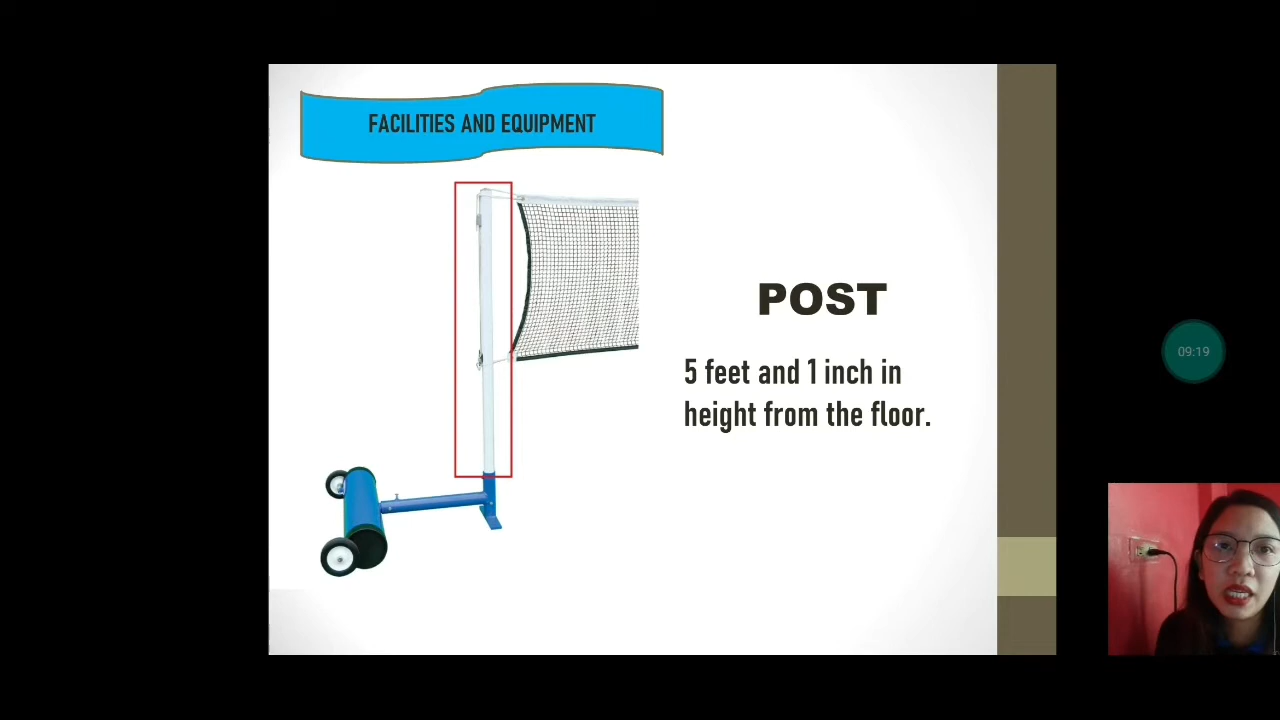 FACILITIES AND EQUIPMENT
POST
5 feet and 1 inch in
height from the floor.
09:19